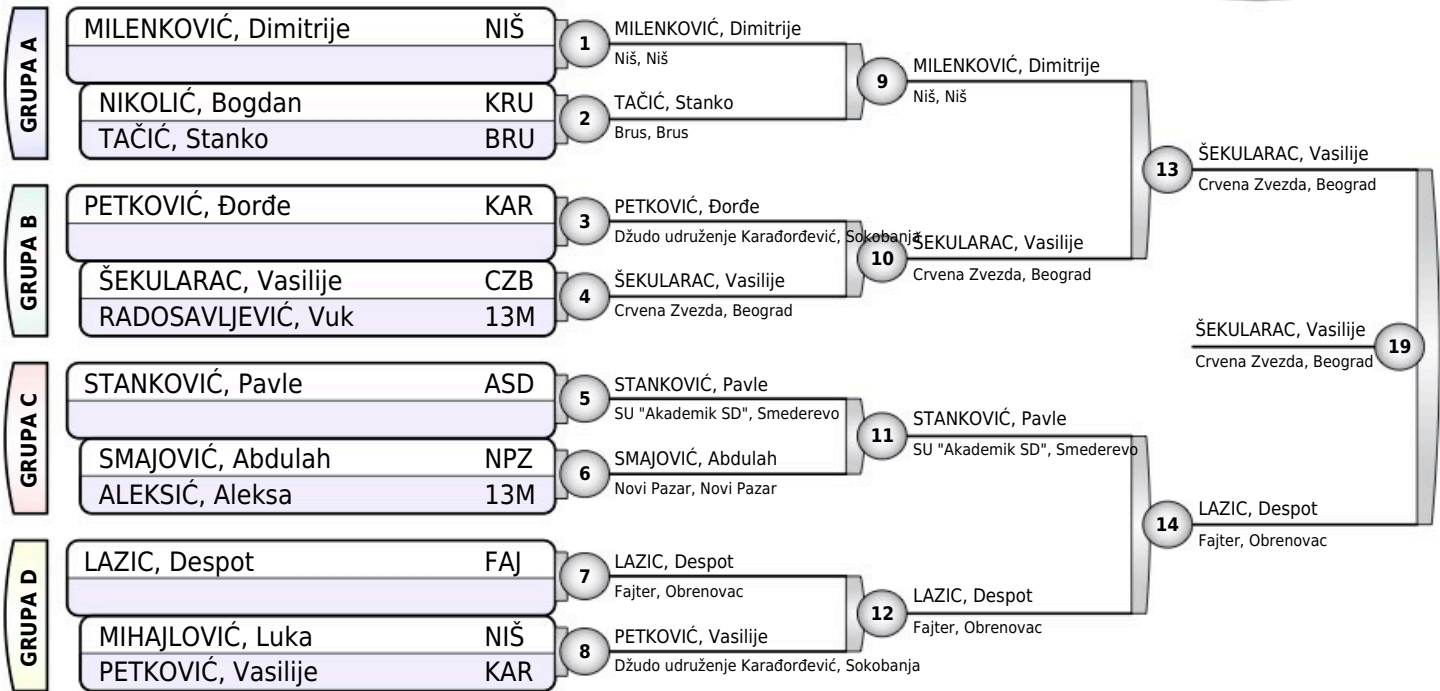 GRUPA A
MILENKOVIĆ, Dimitrije NIŠ
NIKOLIĆ, Bogdan KRU
TAČIĆ, Stanko BRU
GRUPA B
PETKOVIĆ, Đorđe KAR
ŠEKULARAC, Vasilije CZB
RADOSAVLJEVIĆ, Vuk 13M
GRUPA C
STANKOVIĆ, Pavle ASD
SMAJOVIĆ, Abdulah NPZ
ALEKSIĆ, Aleksa 13M
GRUPA D
LAZIC, Despot FAJ
MIHAJLOVIĆ, Luka NIŠ
PETKOVIĆ, Vasilije KAR
1
MILENKOVIĆ, Dimitrije
Niš, Niš
2
TAČIĆ, Stanko
Brus, Brus
3
PETKOVIĆ, Đorđe
Džudo udruženje Karađorđević, Sokobanja
4
ŠEKULARAC, Vasilije
Crvena Zvezda, Beograd
5
STANKOVIĆ, Pavle
SU "Akademik SD", Smederevo
6
SMAJOVIĆ, Abdulah
Novi Pazar, Novi Pazar
7
LAZIC, Despot
Fajter, Obrenovac
8
PETKOVIĆ, Vasilije
Džudo udruženje Karađorđević, Sokobanja
9
MILENKOVIĆ, Dimitrije
Niš, Niš
10
ŠEKULARAC, Vasilije
Crvena Zvezda, Beograd
11
STANKOVIĆ, Pavle
SU "Akademik SD", Smederevo
12
LAZIC, Despot
Fajter, Obrenovac
13
ŠEKULARAC, Vasilije
Crvena Zvezda, Beograd
14
LAZIC, Despot
Fajter, Obrenovac
ŠEKULARAC, Vasilije
Crvena Zvezda, Beograd
19